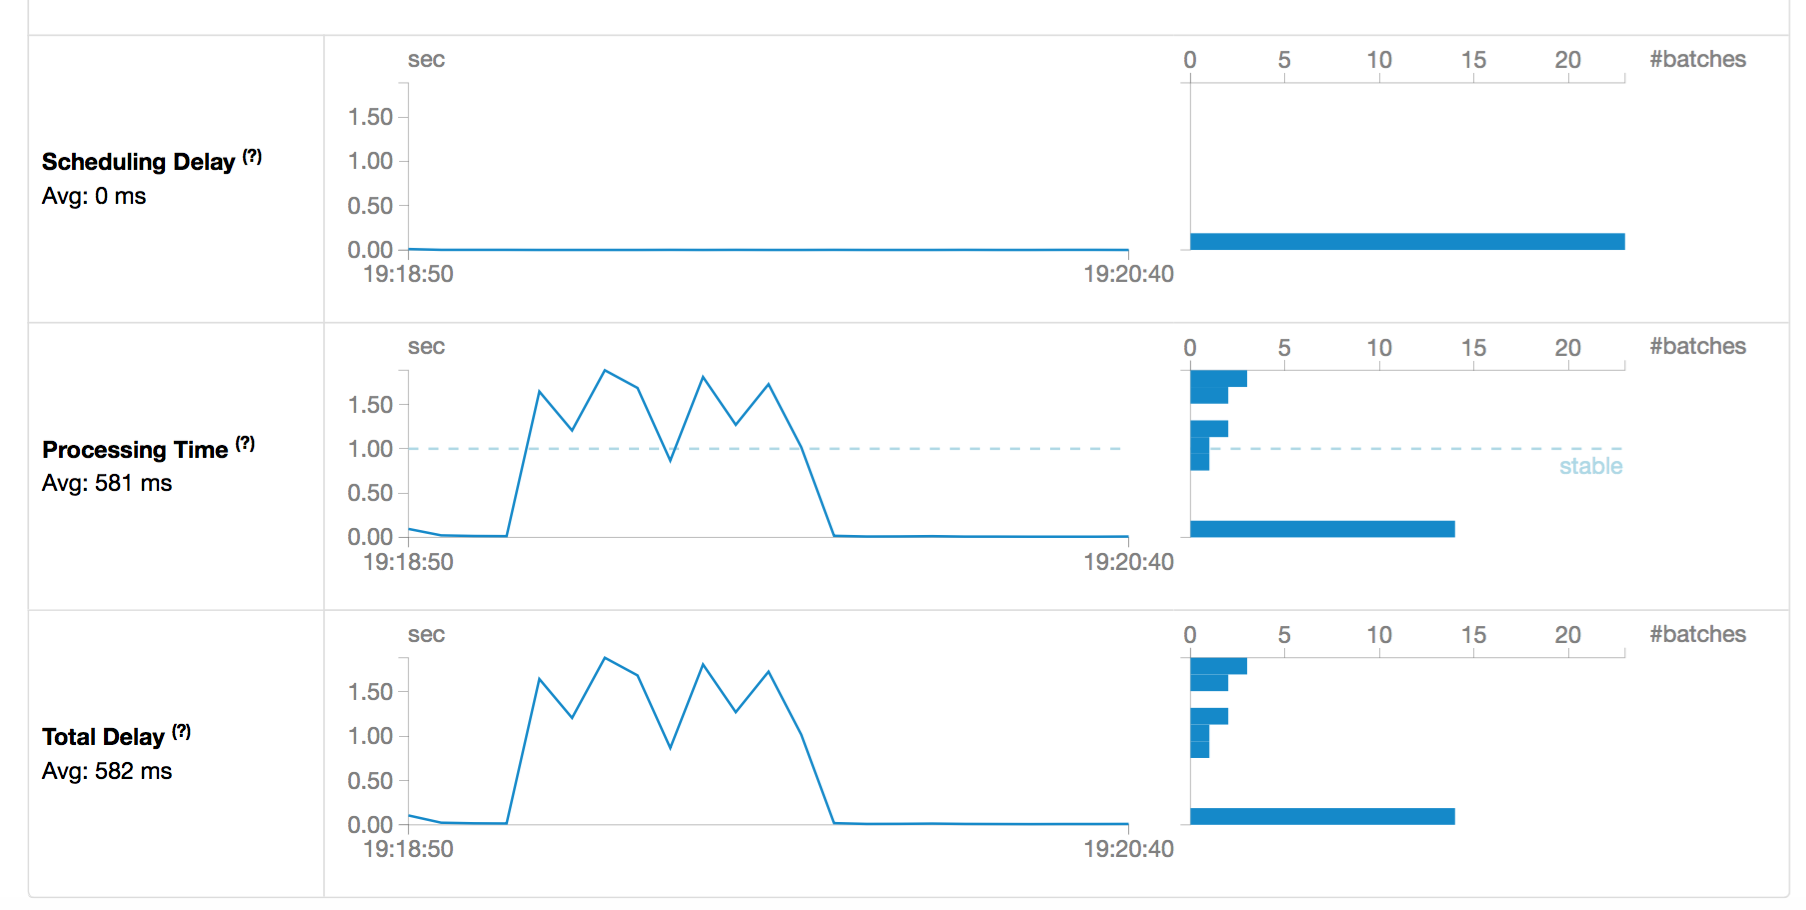 sec
0 5 10 15 20 #batches
1.50
1.00
0.50
0.00
19:18:50 19:20:40
Scheduling Delay (?)
Avg: 0 ms
sec
0 5 10 15 20 #batches
1.50
1.00
0.50
0.00
19:18:50 19:20:40
stable
Processing Time (?)
Avg: 581 ms
sec
0 5 10 15 20 #batches
1.50
1.00
0.50
0.00
19:18:50 19:20:40
Total Delay (?)
Avg: 582 ms